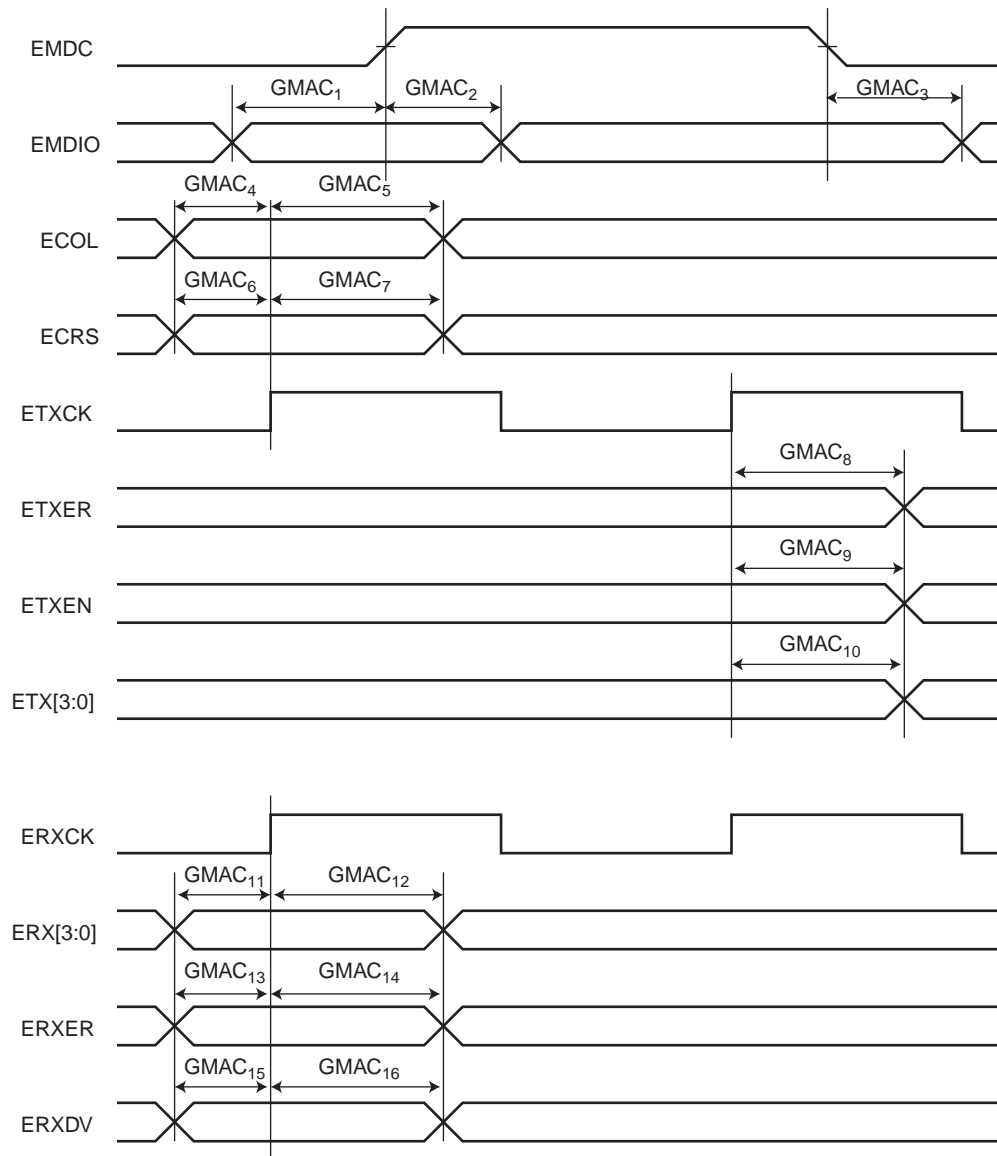 EMDC
GMAC1 GMAC2 GMAC3
EMDIO
GMAC4 GMAC5
ECOL
GMAC6 GMAC7
ECRS
ETXCK
GMAC8
ETXER
GMAC9
ETXEN
GMAC10
ETX[3:0]
ERXCK
GMAC11 GMAC12
ERX[3:0]
GMAC13 GMAC14
ERXER
GMAC15 GMAC16
ERXDV